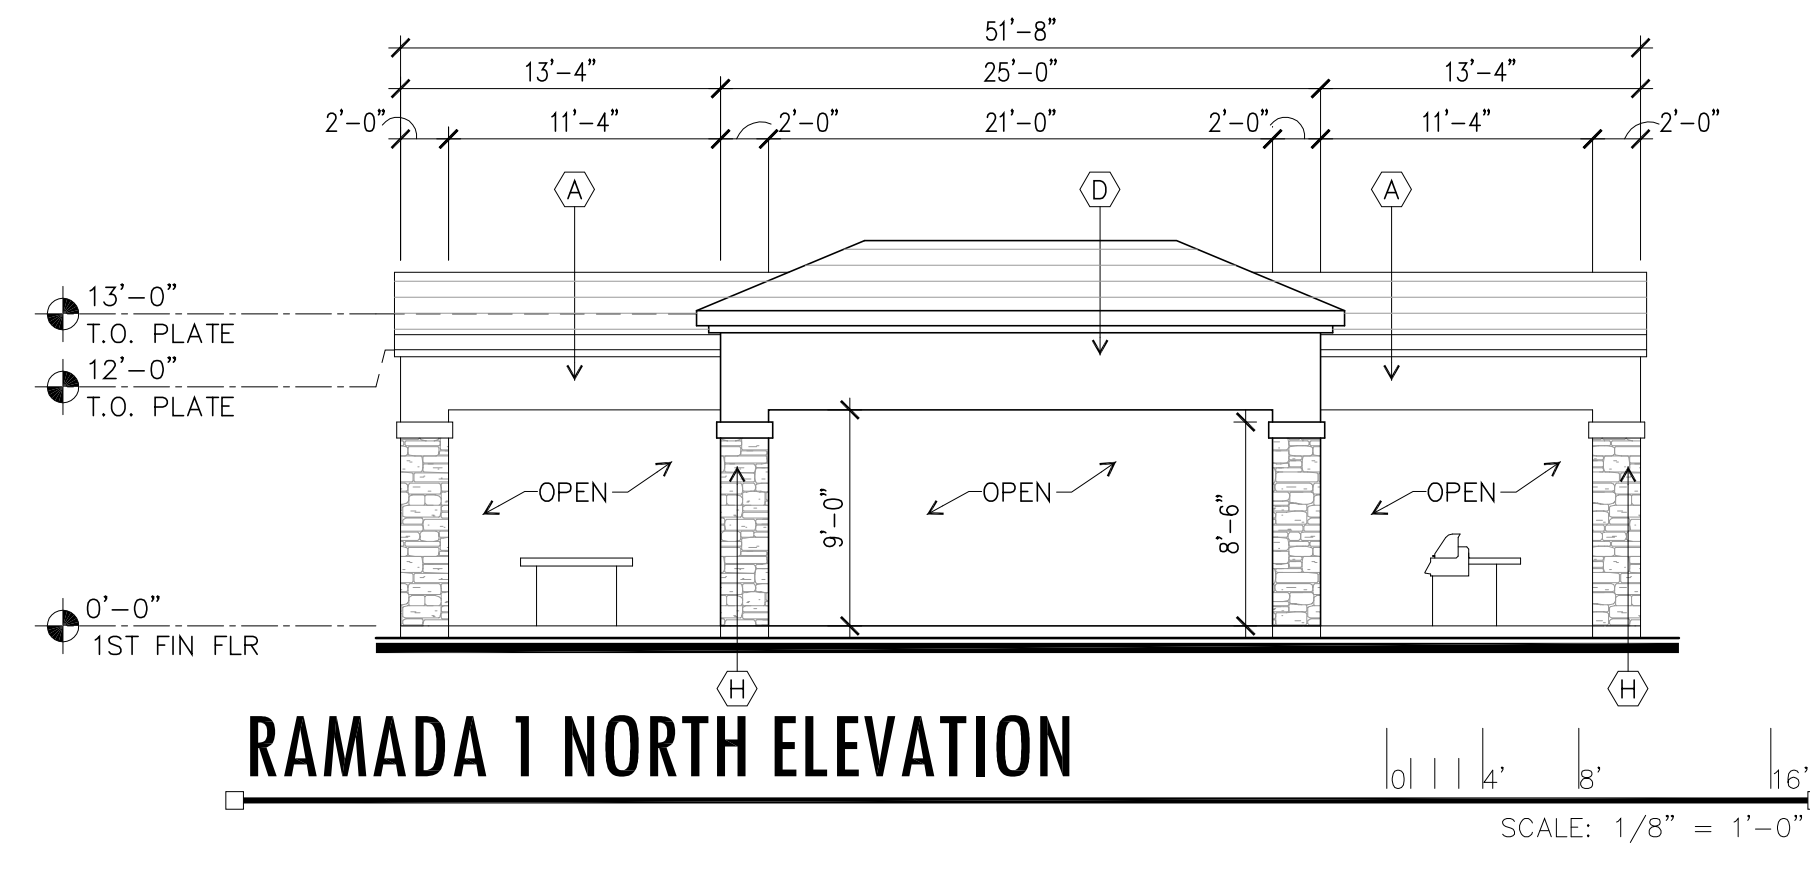 51'-8"
13'-4" 25'-0" 13'-4"
2'-0" 11'-4" 2'-0" 21'-0" 2'-0" 11'-4" 2'-0"
A D A
13'-0"
T.O. PLATE
12'-0"
T.O. PLATE
OPEN OPEN OPEN
9'-0" 8'-6"
0'-0"
1ST FIN FLR
H H
RAMADA 1 NORTH ELEVATION
0 4' 8' 16'
SCALE: 1/8" = 1'-0"